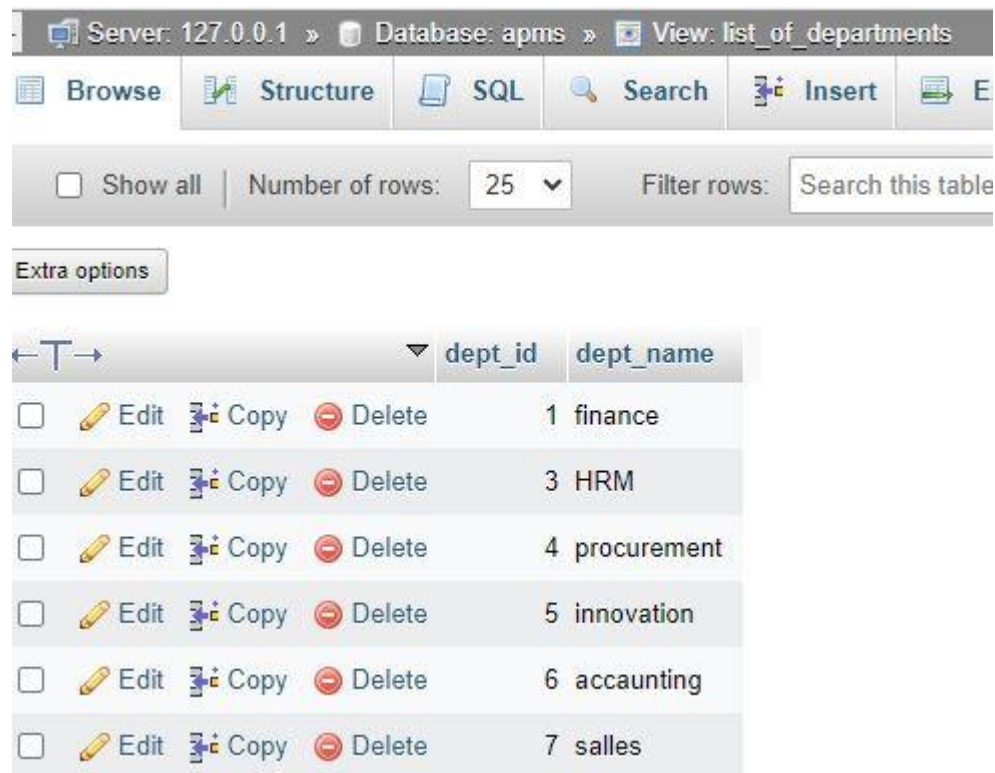 Server: 127.0.0.1 » Database: apms » View: list_of_departments
Browse Structure SQL Search Insert
Show all Number of rows: 25 Filter rows: Search this table
Extra options
dept_id dept_name
Edit Copy Delete 1 finance
Edit Copy Delete 3 HRM
Edit Copy Delete 4 procurement
Edit Copy Delete 5 innovation
Edit Copy Delete 6 accaunting
Edit Copy Delete 7 salles